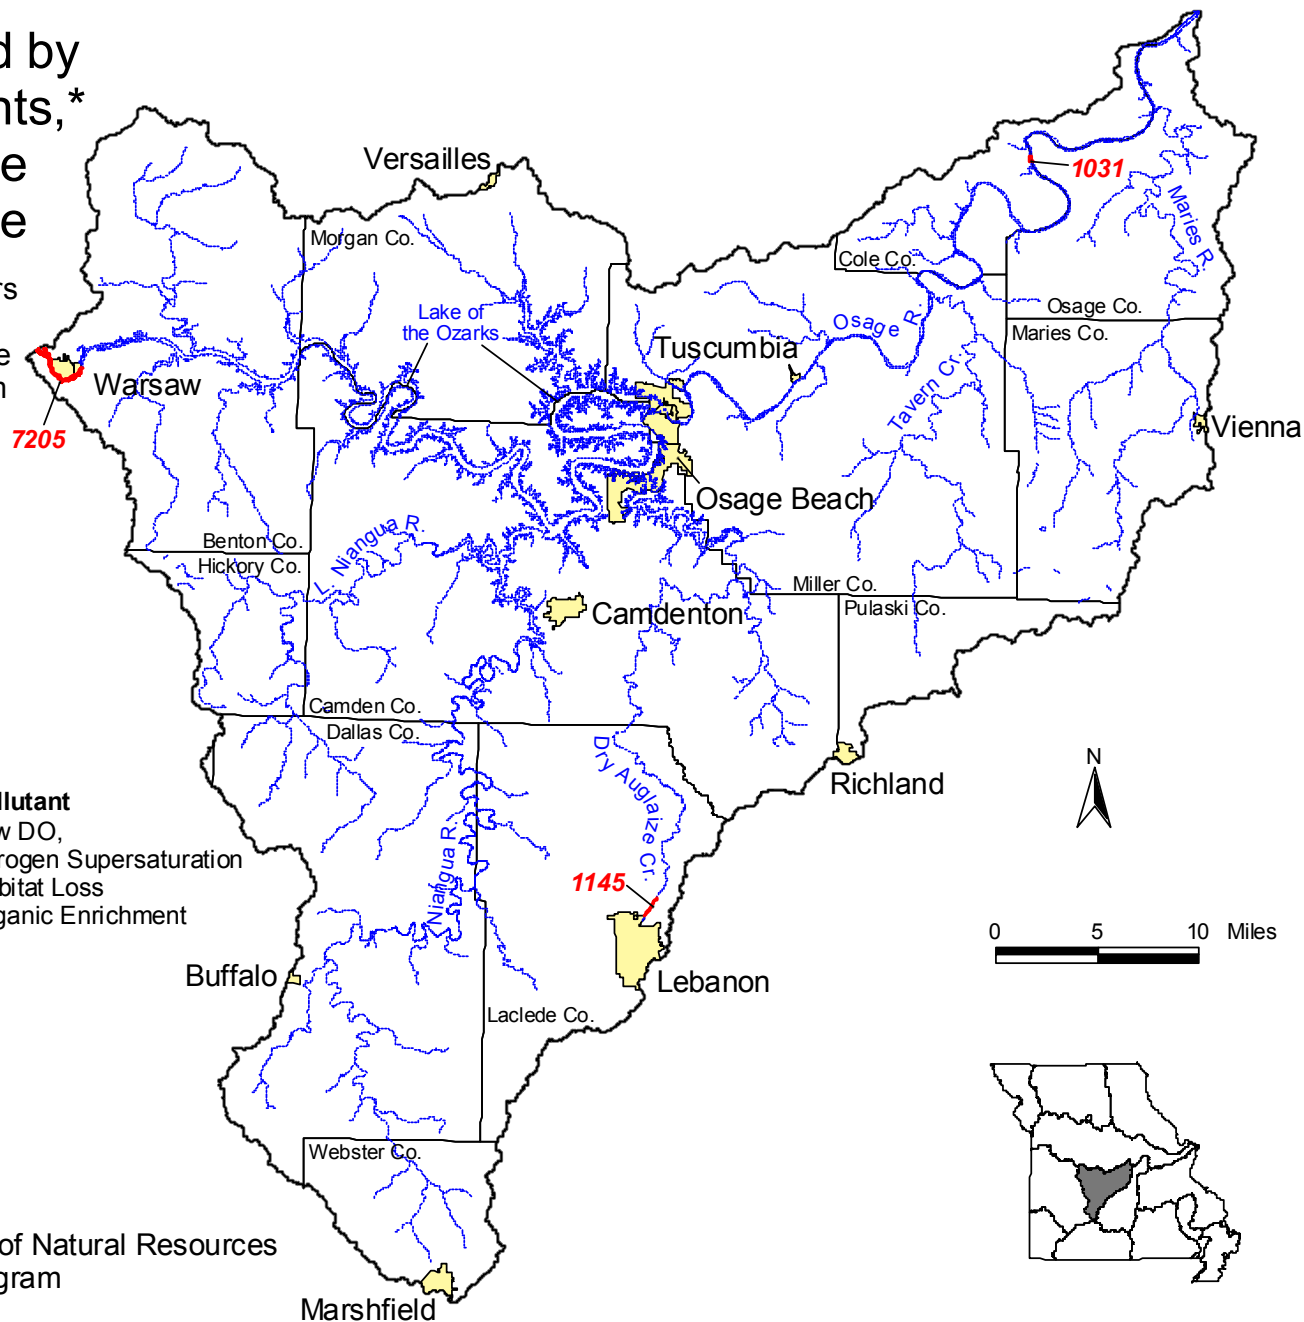 d by
nts,*
e
e
rs
e
n
Versailles
Morgan Co.
Lake of
the Ozarks
Warsaw
7205
Tuscumbia
Osage R.
Cole Co.
1031
Maries R.
Osage Co.
Maries Co.
Tavern Cr.
Vienna
Osage Beach
L. Niangua R.
Benton Co.
Hickory Co.
Camdenton
Miller Co.
Pulaski Co.
Camden Co.
Dallas Co.
Dry Auglaize Cr.
Richland
N
llutant
w DO,
rogen Supersaturation
bitat Loss
ganic Enrichment
Niangua R.
1145
0 5 10 Miles
Buffalo
Lebanon
Laclede Co.
Webster Co.
of Natural Resources
gram
Marshfield